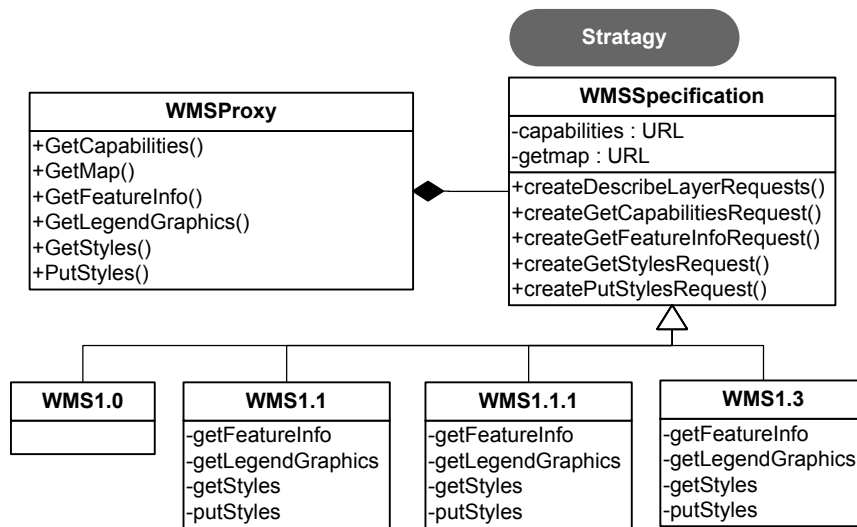 Stratagy
WMSProxy
+GetCapabilities()
+GetMap()
+GetFeatureInfo()
+GetLegendGraphics()
+GetStyles()
+PutStyles()
WMSSpecification
-capabilities : URL
-getmap : URL
+createDescribeLayerRequests()
+createGetCapabilitiesRequest()
+createGetFeatureInfoRequest()
+createGetStylesRequest()
+createPutStylesRequest()
WMS1.0
WMS1.1
-getFeatureInfo
-getLegendGraphics
-getStyles
-putStyles
WMS1.1.1
-getFeatureInfo
-getLegendGraphics
-getStyles
-putStyles
WMS1.3
-getFeatureInfo
-getLegendGraphics
-getStyles
-putStyles